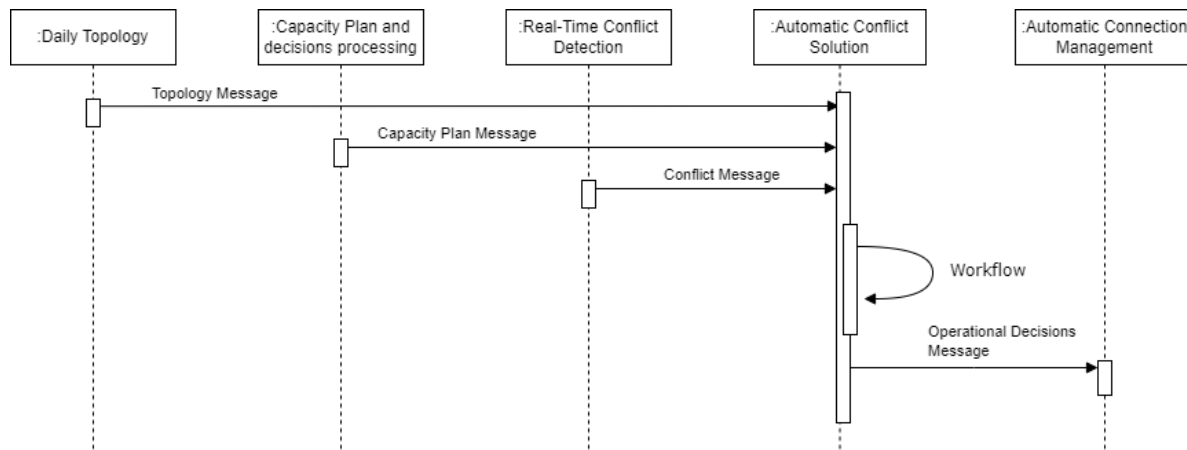 :Daily Topology
:Capacity Plan and
decisions processing
:Real-Time Conflict
Detection
:Automatic Conflict
Solution
:Automatic Connection
Management
Topology Message
Capacity Plan Message
Conflict Message
Workflow
Operational Decisions
Message